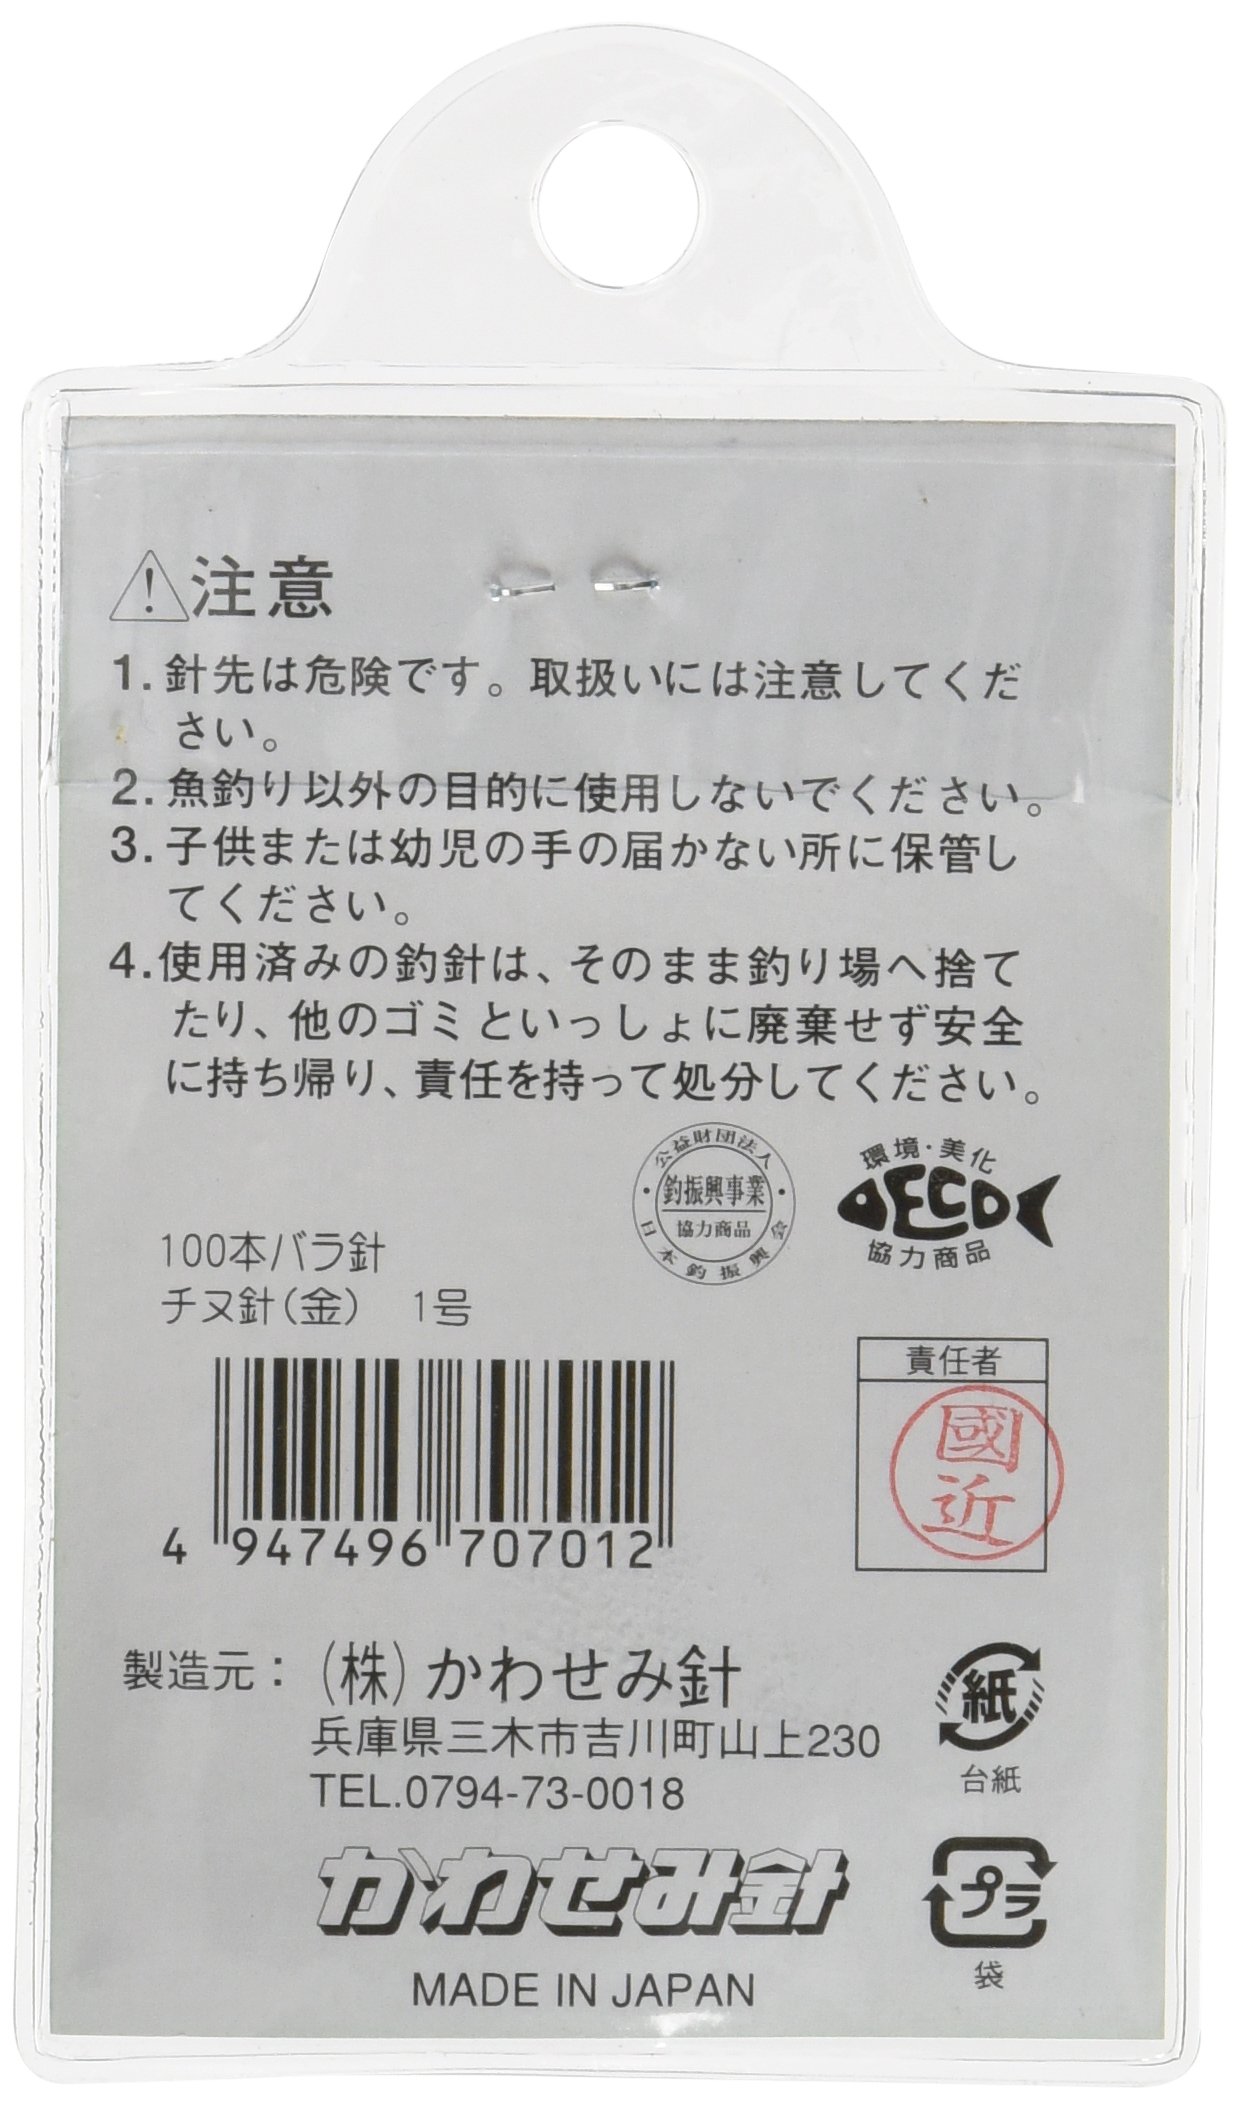 注意
1. 針先は危険です。取扱いには注意してくだ
さい。
2. 魚釣り以外の目的に使用しないでください。
3. 子供または幼児の手の届かない所に保管し
てください。
4. 使用済みの釣針は、そのまま釣り場へ捨て
たり、他のゴミといっしょに廃棄せず安全
に持ち帰り、責任を持って処分してください。
公益財団法人
釣振興事業
協力商品
日本釣振興会
環境・美化
ECO
協力商品
100本バラ針
チヌ針(金) 1号
4 947496 707012
責任者
國近
製造元：(株)かわせみ針
兵庫県三木市吉川町山上230
TEL.0794-73-0018
紙
台紙
かわせみ針
プラ
袋
MADE IN JAPAN